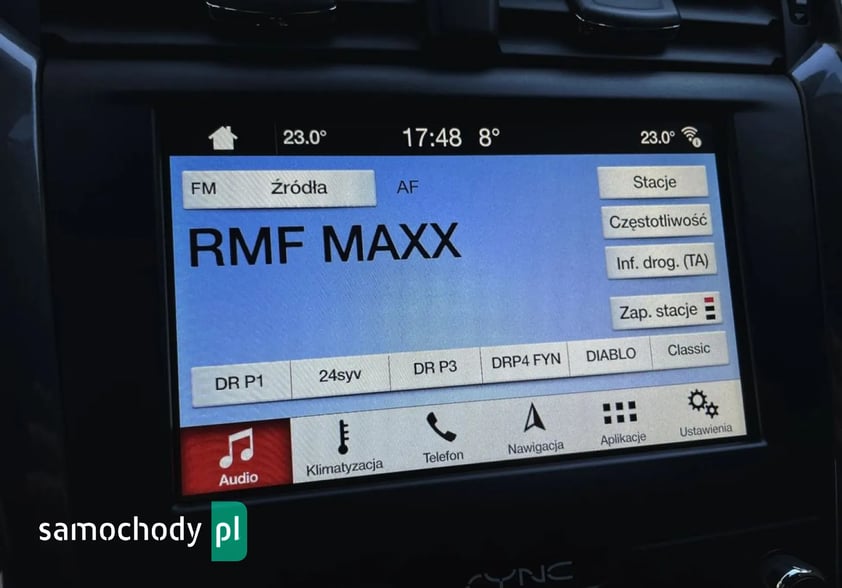 23.0° 17:48 8° 23.0°
FM Źródła AF
Stacje
RMF MAXX
Częstotliwość
Inf. drog. (TA)
Zap. stacje
DR P1 24syv DR P3 DRP4 FYN DIABLO Classic
Audio Klimatyzacja Telefon Nawigacja Aplikacje Ustawienia
samochody pl
SYNC